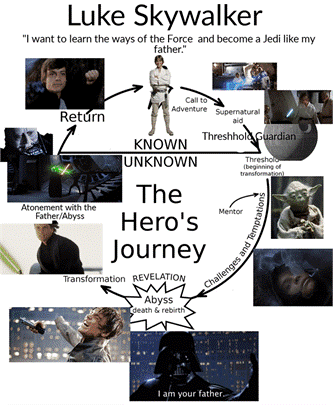 Luke Skywalker
"I want to learn the ways of the Force and become a Jedi like my
father."
Call to
Adventure
Supernatural
aid
Return
Threshhold Guardian
KNOWN
UNKNOWN
Threshold
(beginning of
transformation)
The
Hero's
Journey
Mentor
Atonement with the
Father/Abyss
Challenges and Temptations
Transformation
REVELATION
Abyss
death & rebirth
I am your father.